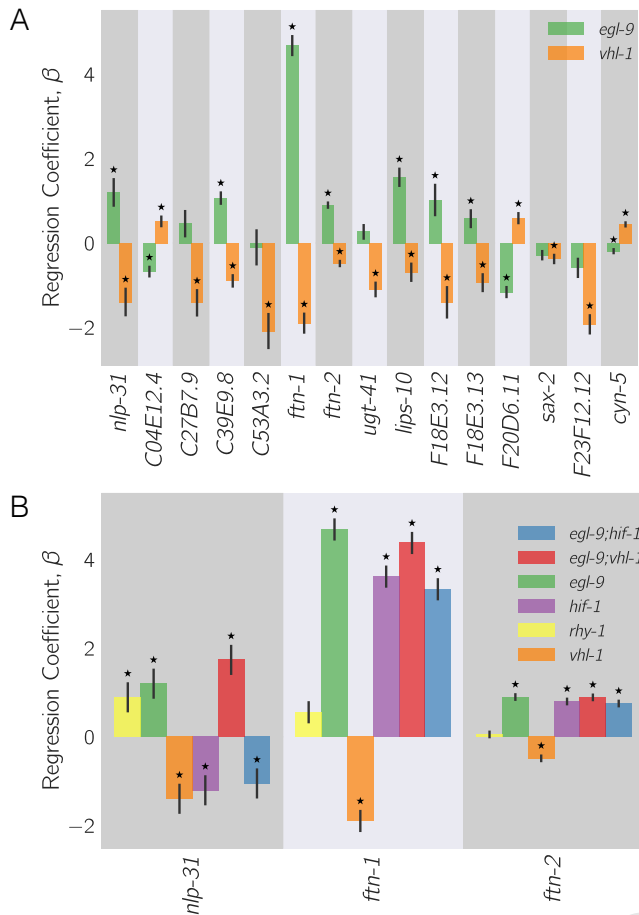 A
Regression Coefficient, β
4
2
0
−2
egl-9
vhl-1
nlp-31
C04E12.4
C27B7.9
C39E9.8
C53A3.2
ftn-1
ftn-2
ugt-41
lips-10
F18E3.12
F18E3.13
F20D6.11
sax-2
F23F12.12
cyn-5
B
Regression Coefficient, β
4
2
0
−2
egl-9;hif-1
egl-9;vhl-1
egl-9
hif-1
rhy-1
vhl-1
nlp-31
ftn-1
ftn-2